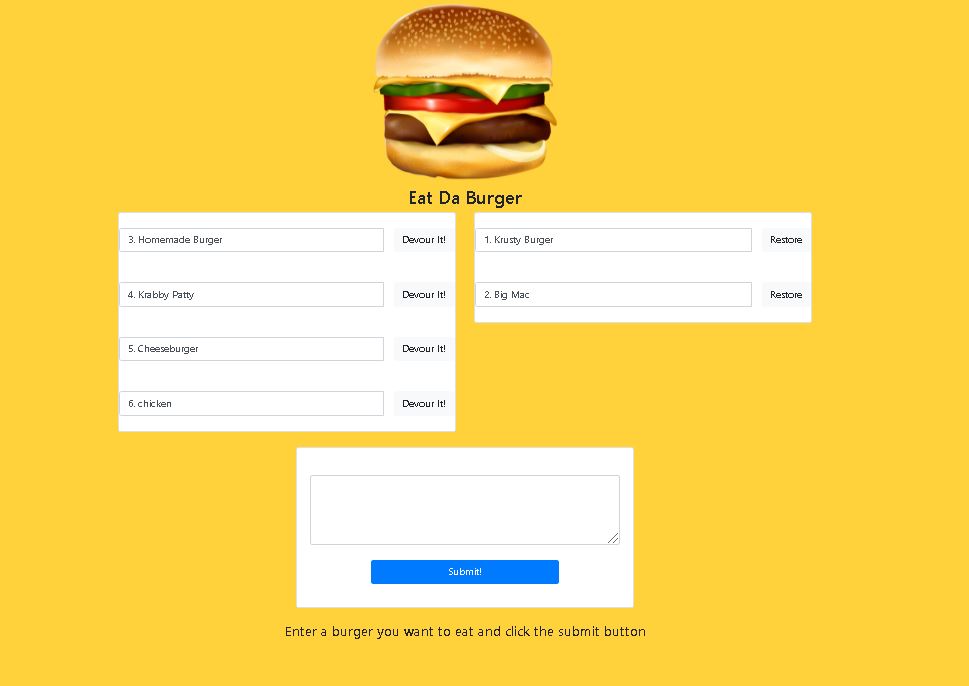 Eat Da Burger
3. Homemade Burger Devour It!
4. Krabby Patty Devour It!
5. Cheeseburger Devour It!
6. chicken Devour It!
1. Krusty Burger Restore
2. Big Mac Restore
Submit!
Enter a burger you want to eat and click the submit button